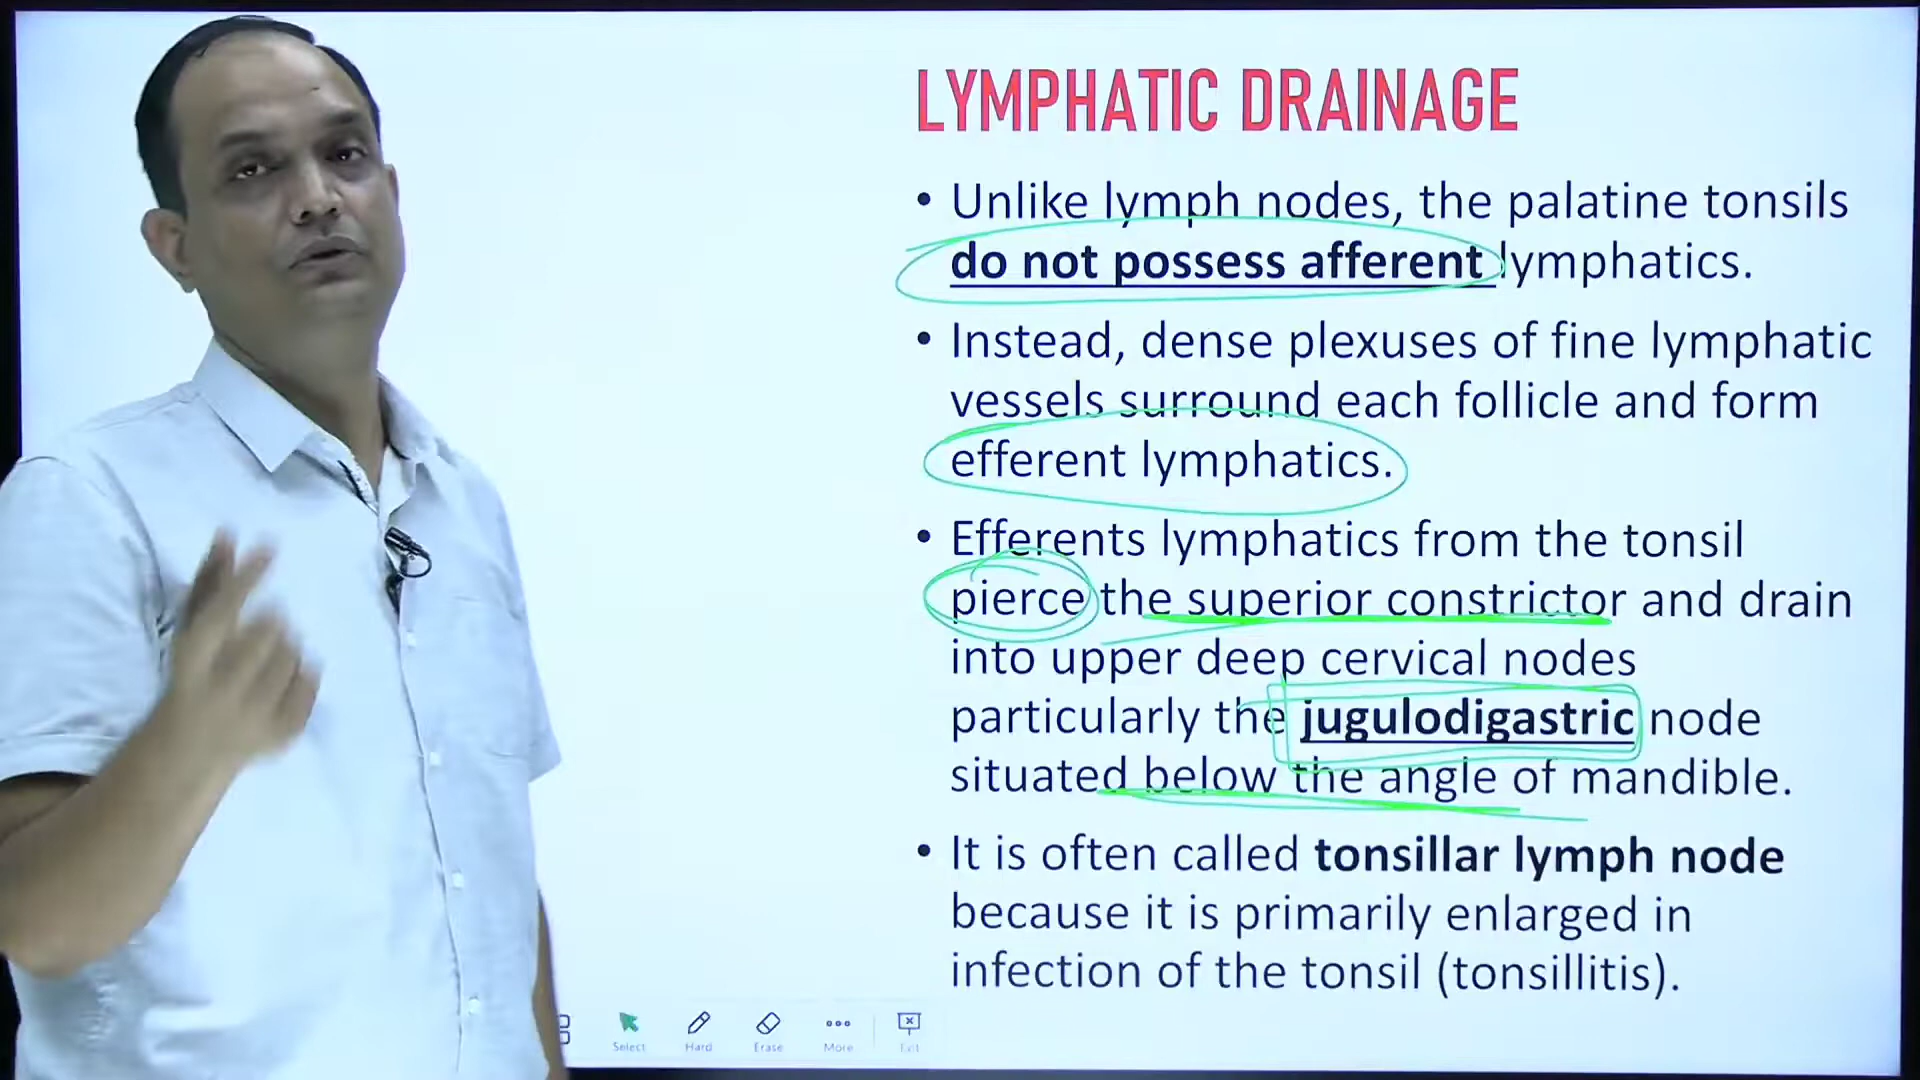 LYMPHATIC DRAINAGE
• Unlike lymph nodes, the palatine tonsils
do not possess afferent lymphatics.
• Instead, dense plexuses of fine lymphatic
vessels surround each follicle and form
efferent lymphatics.
• Efferents lymphatics from the tonsil
pierce the superior constrictor and drain
into upper deep cervical nodes
particularly the jugulodigastric node
situated below the angle of mandible.
• It is often called tonsillar lymph node
because it is primarily enlarged in
infection of the tonsil (tonsillitis).
Select Hard Erase More Exit